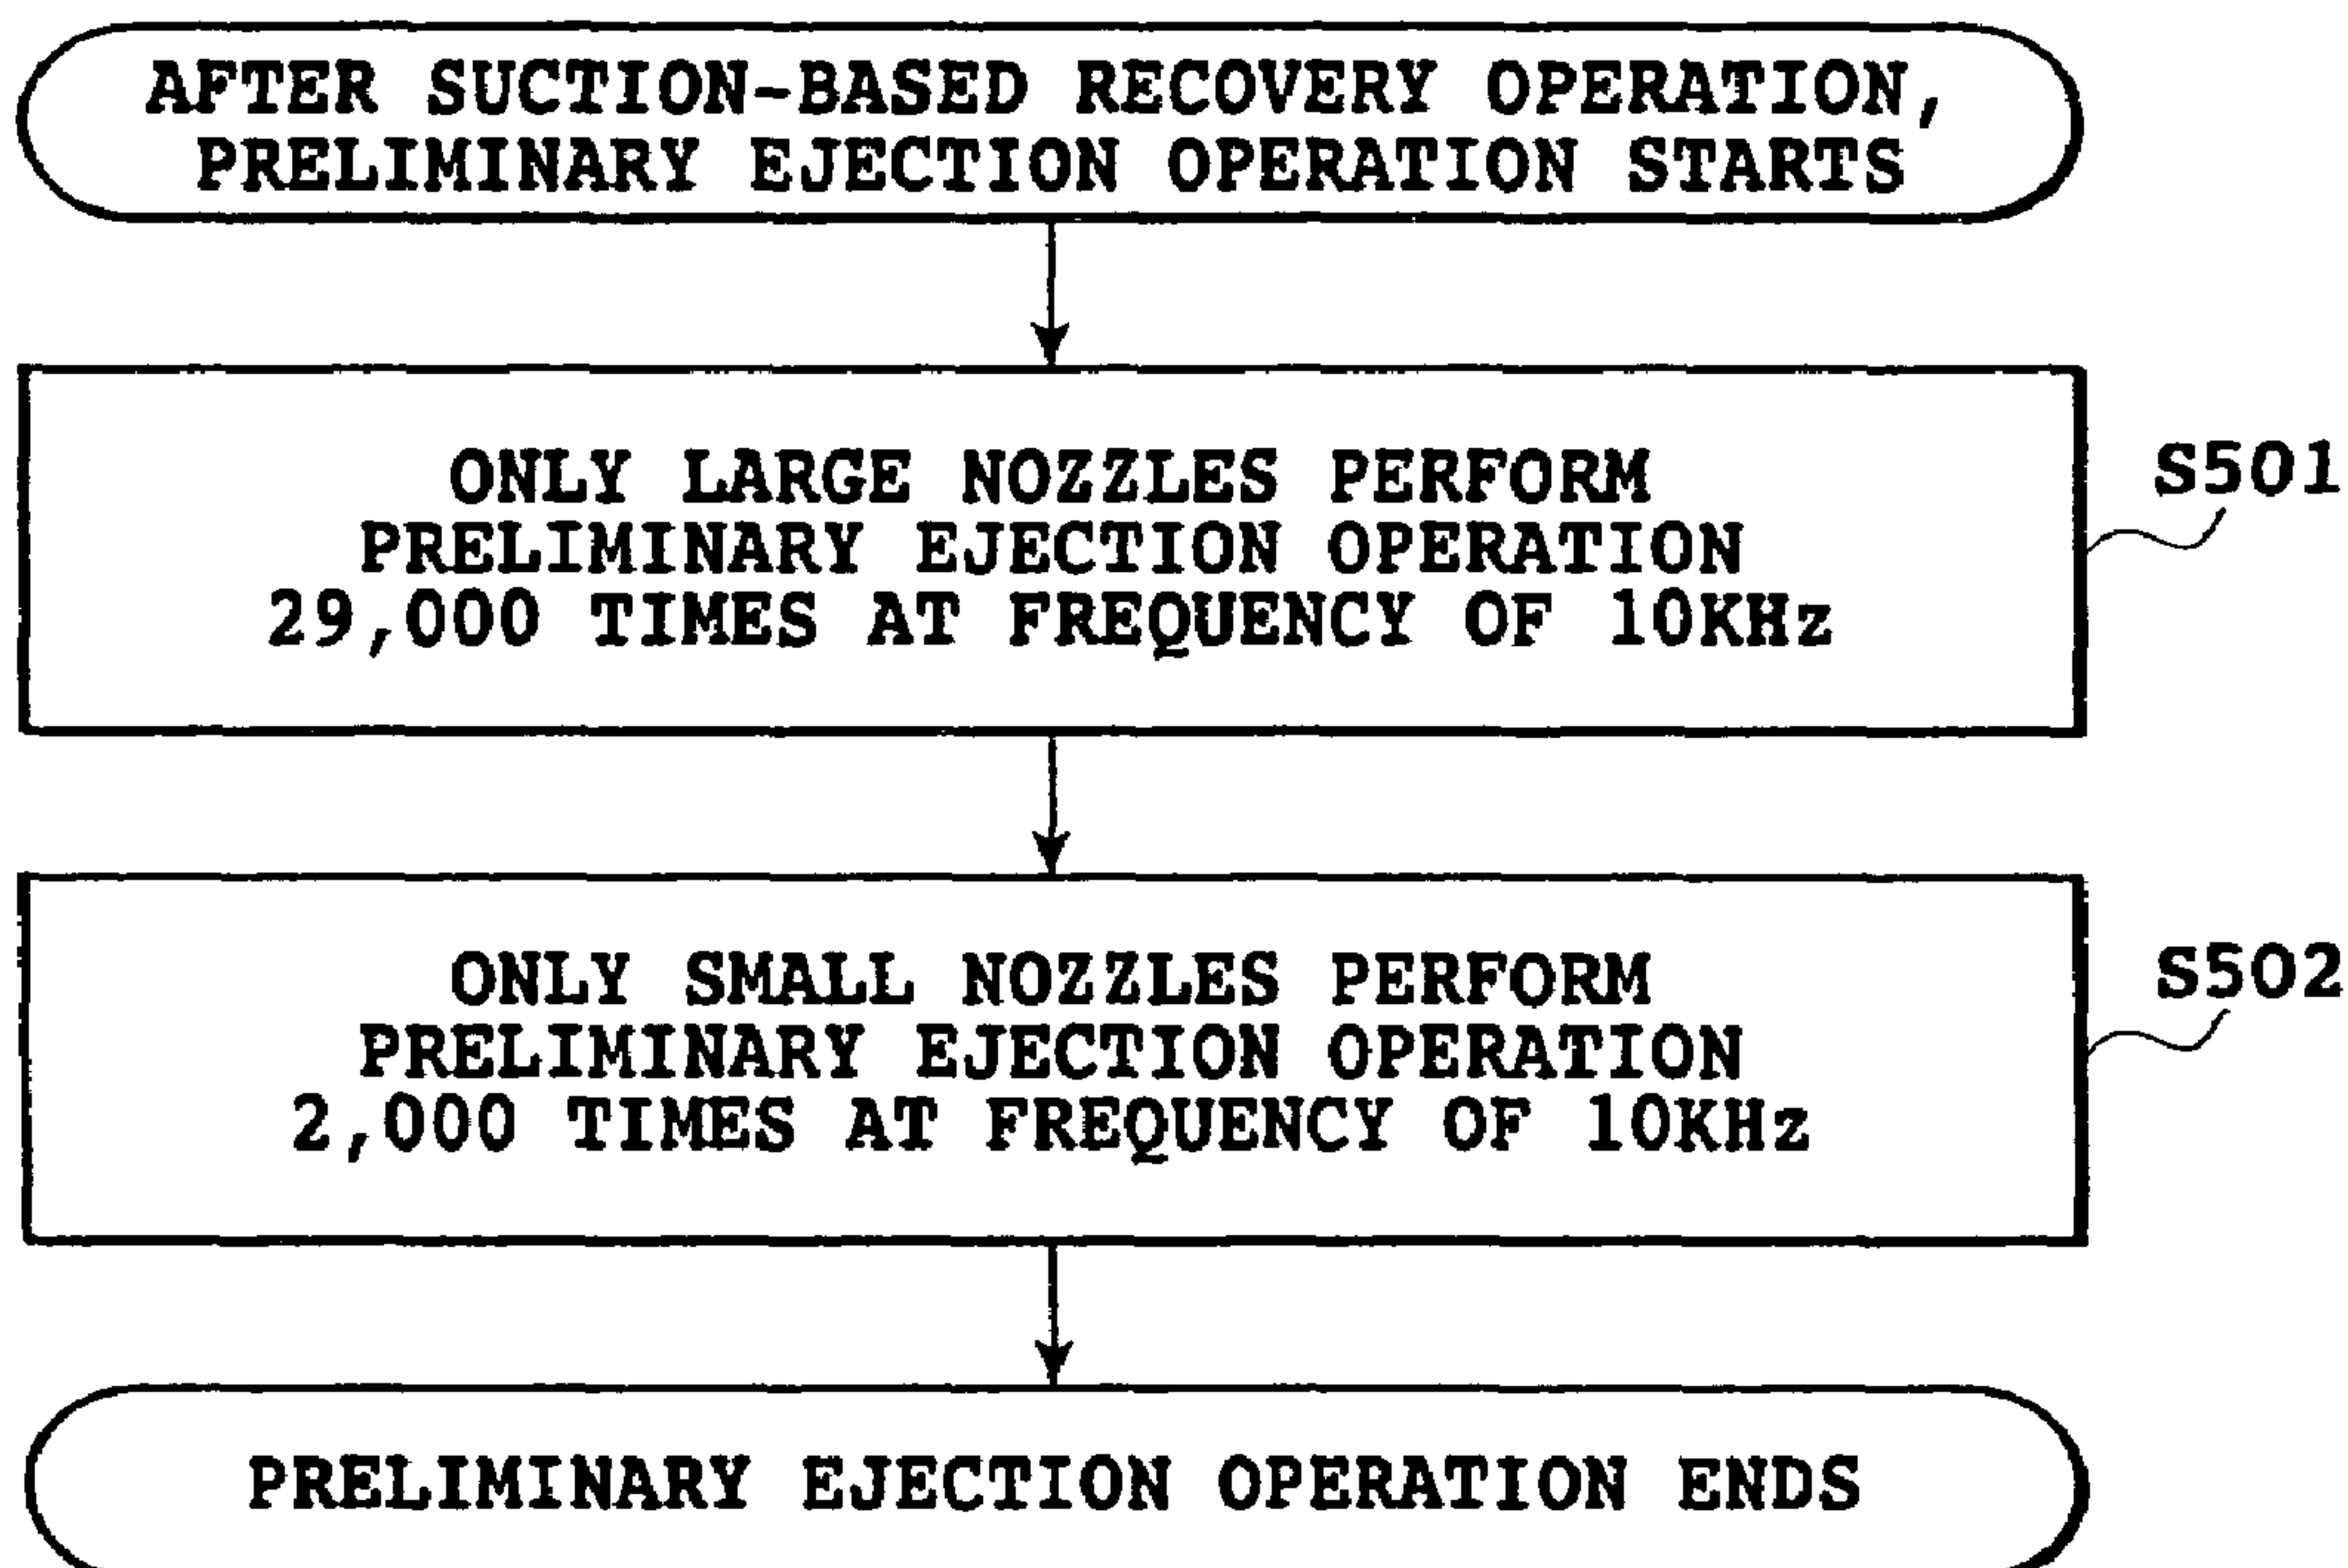 AFTER SUCTION-BASED RECOVERY OPERATION,
PRELIMINARY EJECTION OPERATION STARTS
ONLY LARGE NOZZLES PERFORM
PRELIMINARY EJECTION OPERATION
29,000 TIMES AT FREQUENCY OF 10KHz
S501
ONLY SMALL NOZZLES PERFORM
PRELIMINARY EJECTION OPERATION
2,000 TIMES AT FREQUENCY OF 10KHz
S502
PRELIMINARY EJECTION OPERATION ENDS